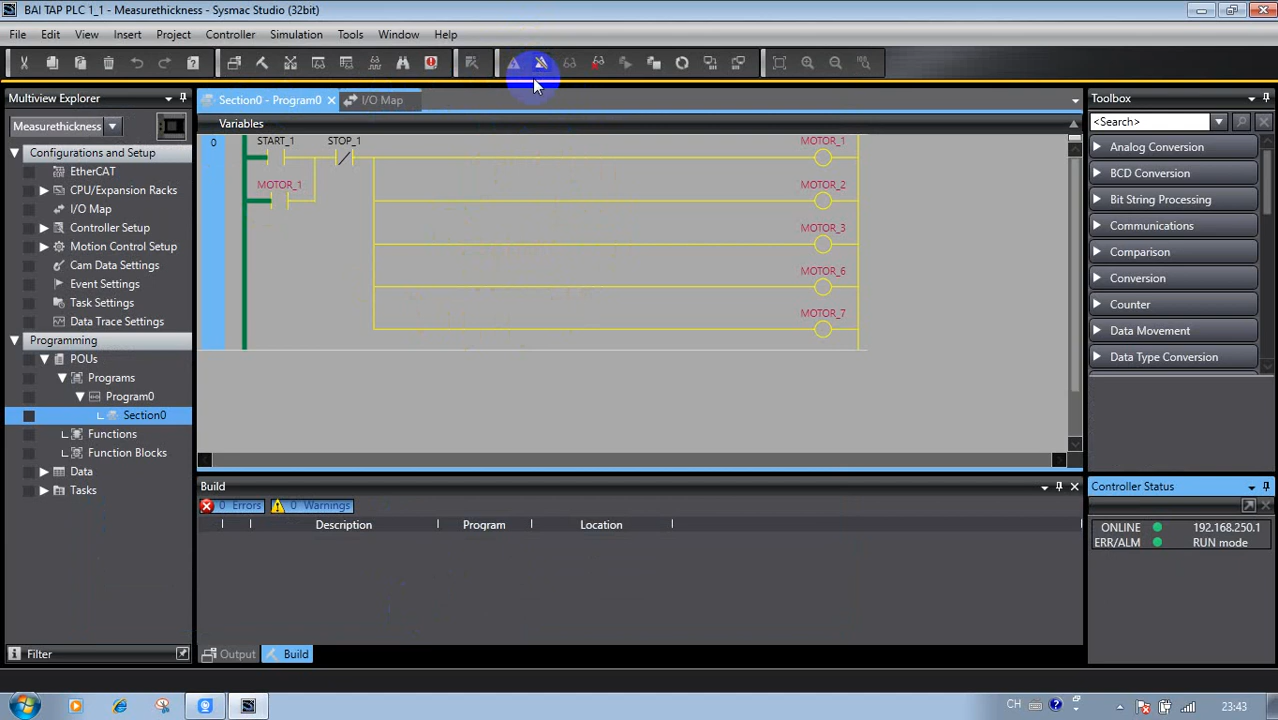 BAI TAP PLC 1_1 - Measurethickness - Sysmac Studio (32bit)
File Edit View Insert Project Controller Simulation Tools Window Help
Multiview Explorer
Section0 - Program0
I/O Map
Toolbox
Measurethickness
Variables
<Search>
Configurations and Setup
EtherCAT
CPU/Expansion Racks
I/O Map
Controller Setup
Motion Control Setup
Cam Data Settings
Event Settings
Task Settings
Data Trace Settings
Programming
POUs
Programs
Program0
Section0
Functions
Function Blocks
Data
Tasks
Filter
0
START_1
STOP_1
MOTOR_1
MOTOR_1
MOTOR_2
MOTOR_3
MOTOR_6
MOTOR_7
Analog Conversion
BCD Conversion
Bit String Processing
Communications
Comparison
Conversion
Counter
Data Movement
Data Type Conversion
Build
0 Errors
0 Warnings
Description Program Location
Output
Build
Controller Status
ONLINE 192.168.250.1
ERR/ALM RUN mode
CH
23:43